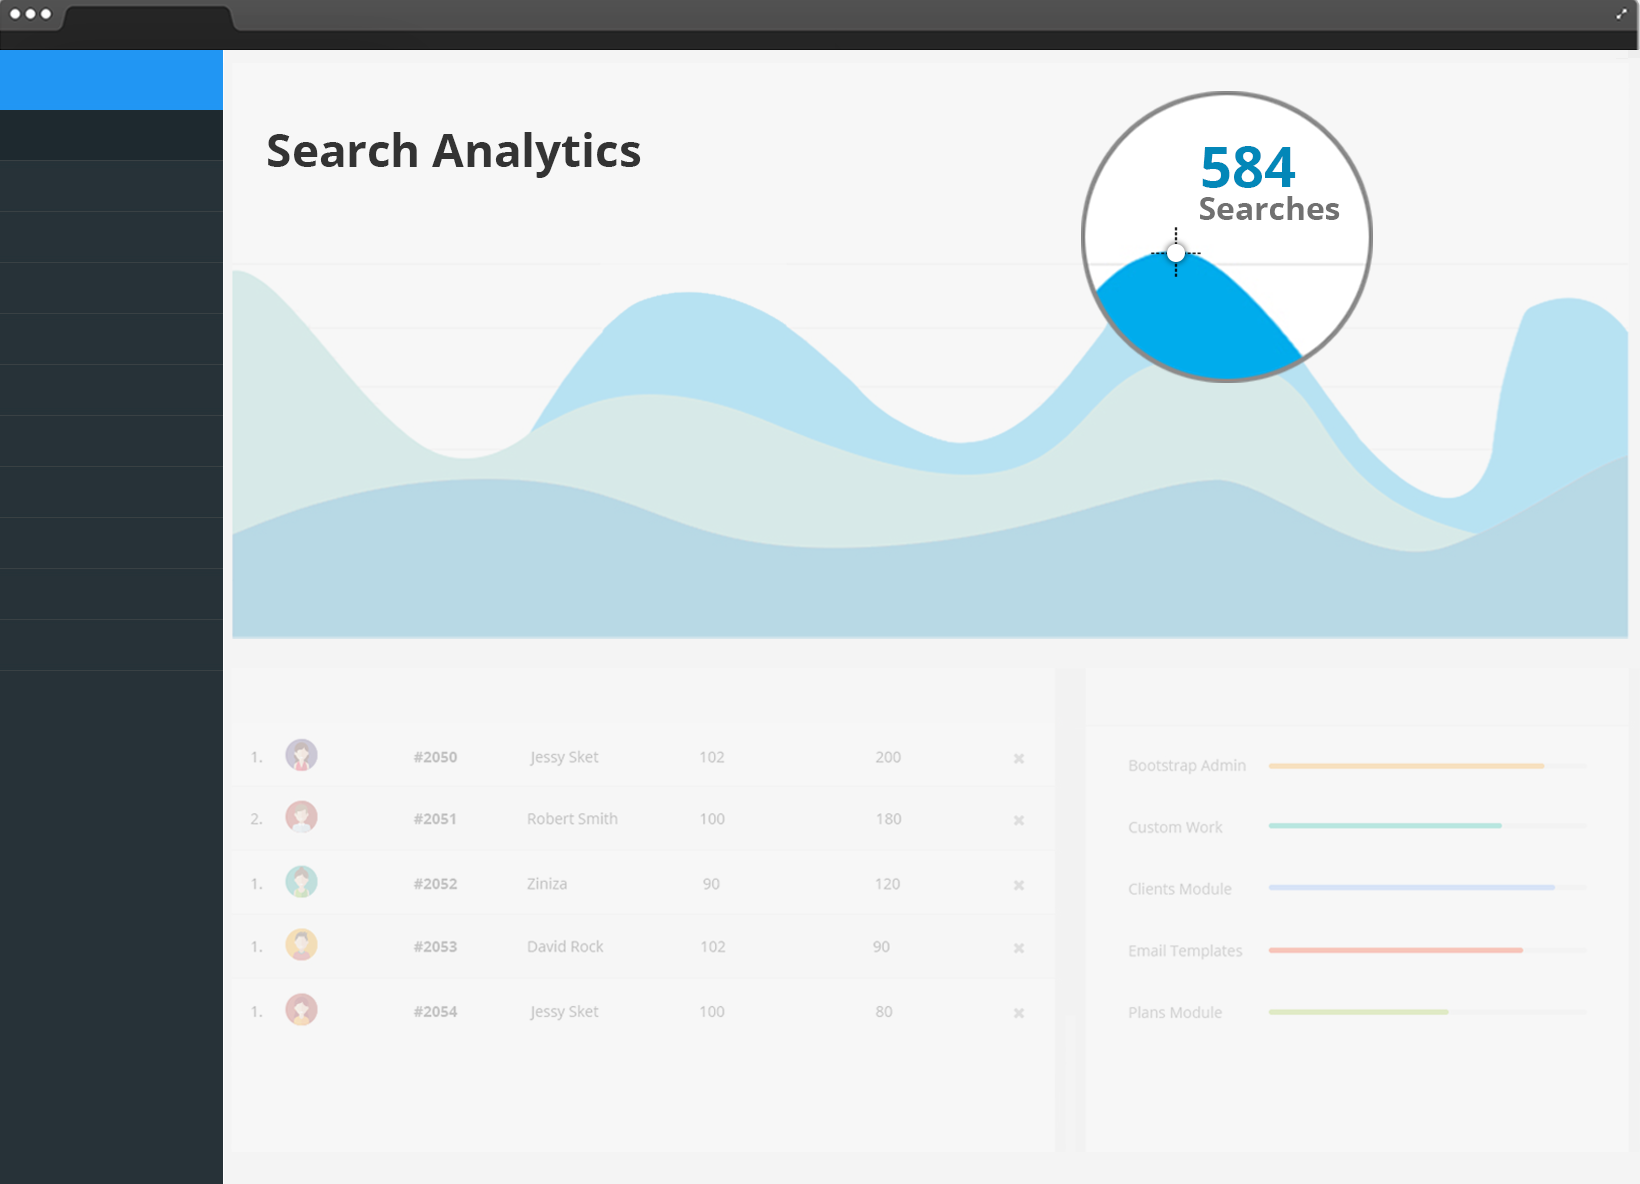 Search Analytics
584
Searches
1. #2050 Jessy Sket 102 200 ✖
2. #2051 Robert Smith 100 180 ✖
1. #2052 Ziniza 90 120 ✖
1. #2053 David Rock 102 90 ✖
1. #2054 Jessy Sket 100 80 ✖
Bootstrap Admin
Custom Work
Clients Module
Email Templates
Plans Module